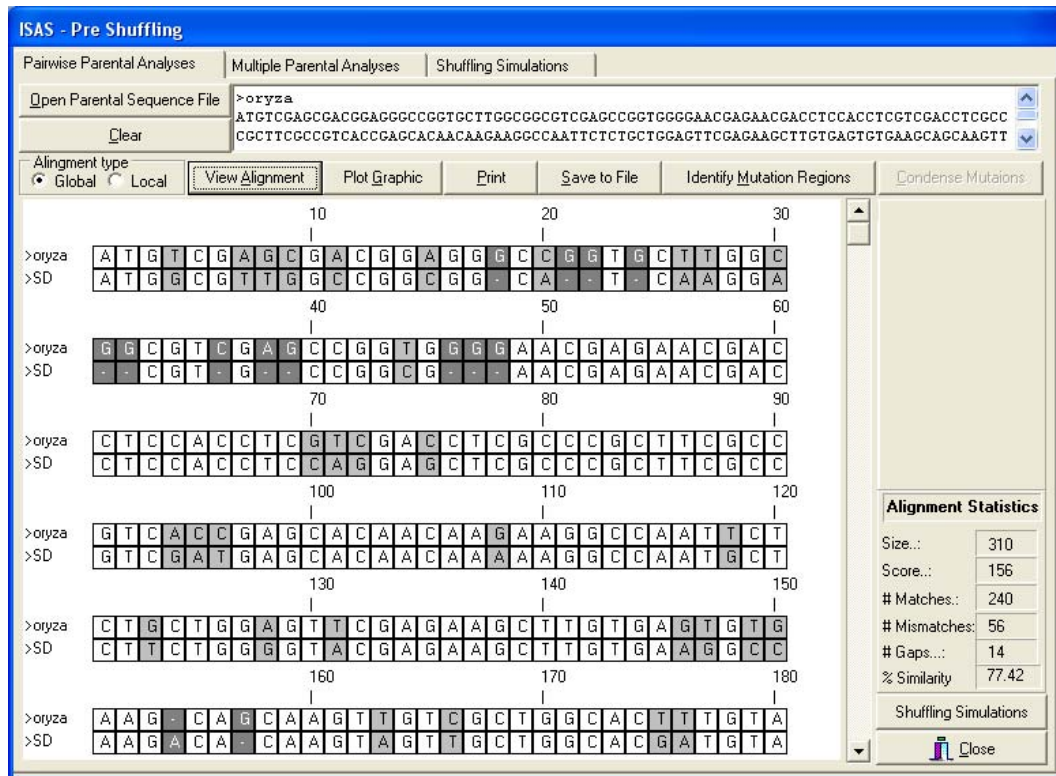 ISAS - Pre Shuffling
Pairwise Parental Analyses Multiple Parental Analyses Shuffling Simulations
Open Parental Sequence File
Clear
>oryza
ATGTCGAGCGACGGAGGGCCGGTGCTTGGCGGCGTCGAGCCGGTGGGGAACGAGAACGACCTCCACCTCGTCGACCTCGCC
CGCTTCGCCGTCACCGAGCACAACAAGAAGGCCAATTCTCTGCTGGAGTTCGAGAAGCTTGTGAGTGTGAAGCAGCAAGTT
Alingment type
Global Local View Alignment Plot Graphic Print Save to File Identify Mutation Regions Condense Mutaions
10 20 30
>oryza A T G T C G A G C G A C G G A G G G C C G G T G C T T G G C
>SD A T G G C G T T G G C C G G C G G - C A - - T - C A A G G A
40 50 60
>oryza G G C G T C G A G C C G G T G G G G A A C G A G A A C G A C
>SD - - C G T - G - - C C G G C G - - - A A C G A G A A C G A C
70 80 90
>oryza C T C C A C C T C G T C G A C C T C G C C C G C T T C G C C
>SD C T C C A C C T C C A G G A G C T C G C C C G C T T C G C C
100 110 120
>oryza G T C A C C G A G C A C A A C A A G A A G G C C A A T T C T
>SD G T C G A T G A G C A C A A C A A A A A G G C C A A T G C T
130 140 150
>oryza C T G C T G G A G T T C G A G A A G C T T G T G A G T G T G
>SD C T T C T G G G G T A C G A G A A G C T T G T G A A G G C C
160 170 180
>oryza A A G - C A G C A A G T T G T C G C T G G C A C T T T G T A
>SD A A G A C A - C A A G T A G T T G C T G G C A C G A T G T A
Alignment Statistics
Size..: 310
Score..: 156
# Matches.: 240
# Mismatches: 56
# Gaps...: 14
% Similarity 77.42
Shuffling Simulations
Close